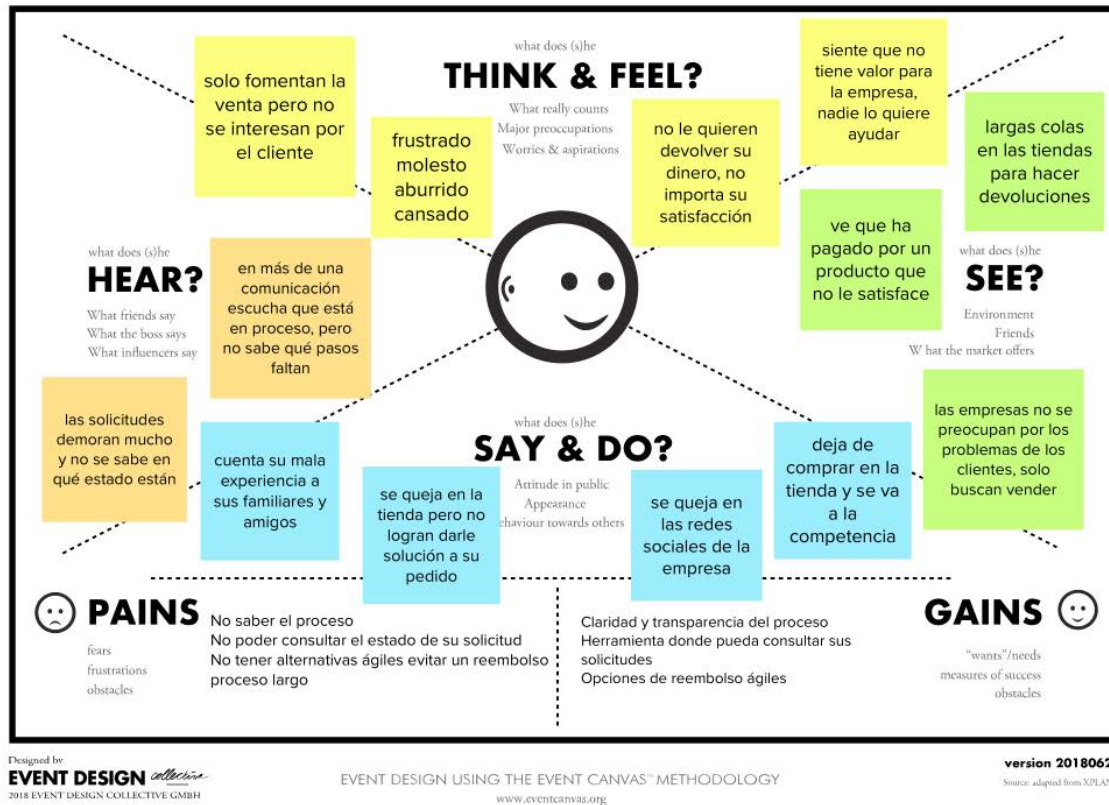 what does (s)he
THINK & FEEL?
What really counts
Major preoccupations
Worries & aspirations
solo fomentan la
venta pero no
se interesan por
el cliente
frustrado
molesto
aburrido
cansado
no le quieren
devolver su
dinero, no
importa su
satisfacción
siente que no
tiene valor para
la empresa,
nadie lo quiere
ayudar
largas colas
en las tiendas
para hacer
devoluciones
ve que ha
pagado por un
producto que
no le satisface
what does (s)he
SEE?
Environment
Friends
W hat the market offers
las empresas no se
preocupan por los
problemas de los
clientes, solo
buscan vender
what does (s)he
HEAR?
What friends say
What the boss says
What influencers say
en más de una
comunicación
escucha que está
en proceso, pero
no sabe qué pasos
faltan
las solicitudes
demoran mucho
y no se sabe en
qué estado están
what does (s)he
SAY & DO?
Attitude in public
Appearance
ehaviour towards others
cuenta su mala
experiencia a
sus familiares y
amigos
se queja en la
tienda pero no
logran darle
solución a su
pedido
se queja en
las redes
sociales de la
empresa
deja de
comprar en la
tienda y se va
a la
competencia
PAINS
fears
frustrations
obstacles
No saber el proceso
No poder consultar el estado de su solicitud
No tener alternativas ágiles evitar un reembolso
proceso largo
Claridad y transparencia del proceso
Herramienta donde pueda consultar sus
solicitudes
Opciones de reembolso ágiles
GAINS
"wants"/needs
measures of success
obstacles
Designed by
EVENT DESIGN collective
2018 EVENT DESIGN COLLECTIVE GMBH
EVENT DESIGN USING THE EVENT CANVAS™ METHODOLOGY
www.eventcanvas.org
version 2018062
Source: adapted from XPLAN